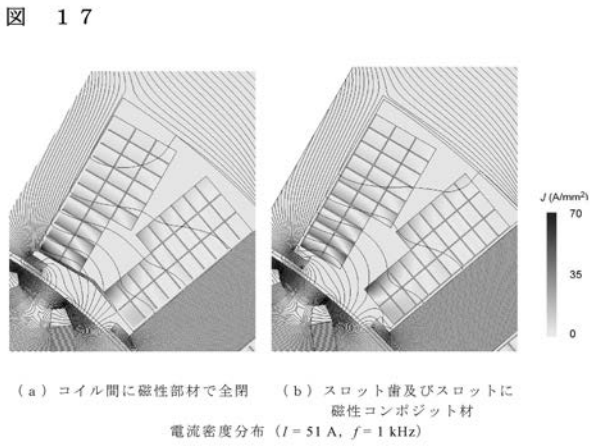 図 １７
J (A/mm²)
70
35
0
（ａ）コイル間に磁性部材で全閉
（ｂ）スロット歯及びスロットに
磁性コンポジット材
電流密度分布（I = 51 A, f = 1 kHz）